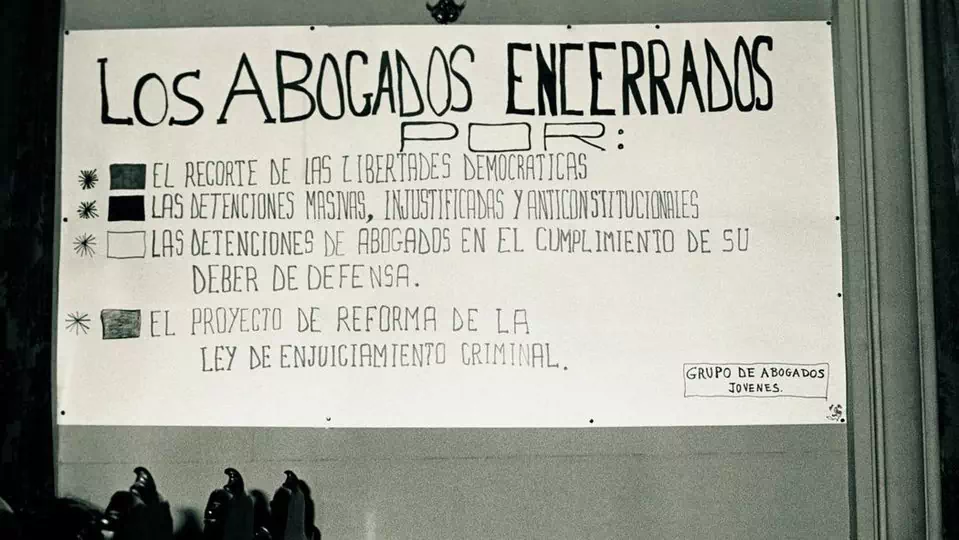 LOS ABOGADOS ENCERRADOS
POR:
* EL RECORTE DE LAS LIBERTADES DEMOCRATICAS
* LAS DETENCIONES MASIVAS, INJUSTIFICADAS Y ANTICONSTITUCIONALES
* LAS DETENCIONES DE ABOGADOS EN EL CUMPLIMIENTO DE SU
DEBER DE DEFENSA.
* EL PROYECTO DE REFORMA DE LA
LEY DE ENJUICIAMIENTO CRIMINAL.
GRUPO DE ABOGADOS
JOVENES.